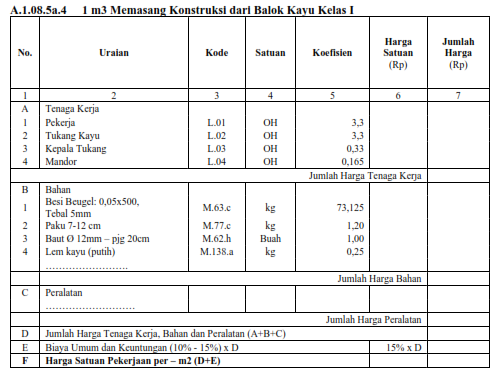 A.1.08.5a.4 1 m3 Memasang Konstruksi dari Balok Kayu Kelas I
No. Uraian Kode Satuan Koefisien Harga Satuan (Rp) Jumlah Harga (Rp)
1 2 3 4 5 6 7
A Tenaga Kerja
1 Pekerja L.01 OH 3,3
2 Tukang Kayu L.02 OH 3,3
3 Kepala Tukang L.03 OH 0,33
4 Mandor L.04 OH 0,165
Jumlah Harga Tenaga Kerja
B Bahan
1 Besi Beugel: 0,05x500, Tebal 5mm M.63.c kg 73,125
2 Paku 7-12 cm M.77.c kg 1,20
3 Baut Ø 12mm – pjg 20cm M.62.h Buah 1,00
4 Lem kayu (putih) M.138.a kg 0,25
.........................
Jumlah Harga Bahan
C Peralatan
...........................
Jumlah Harga Peralatan
D Jumlah Harga Tenaga Kerja, Bahan dan Peralatan (A+B+C)
E Biaya Umum dan Keuntungan (10% - 15%) x D 15% x D
F Harga Satuan Pekerjaan per – m2 (D+E)